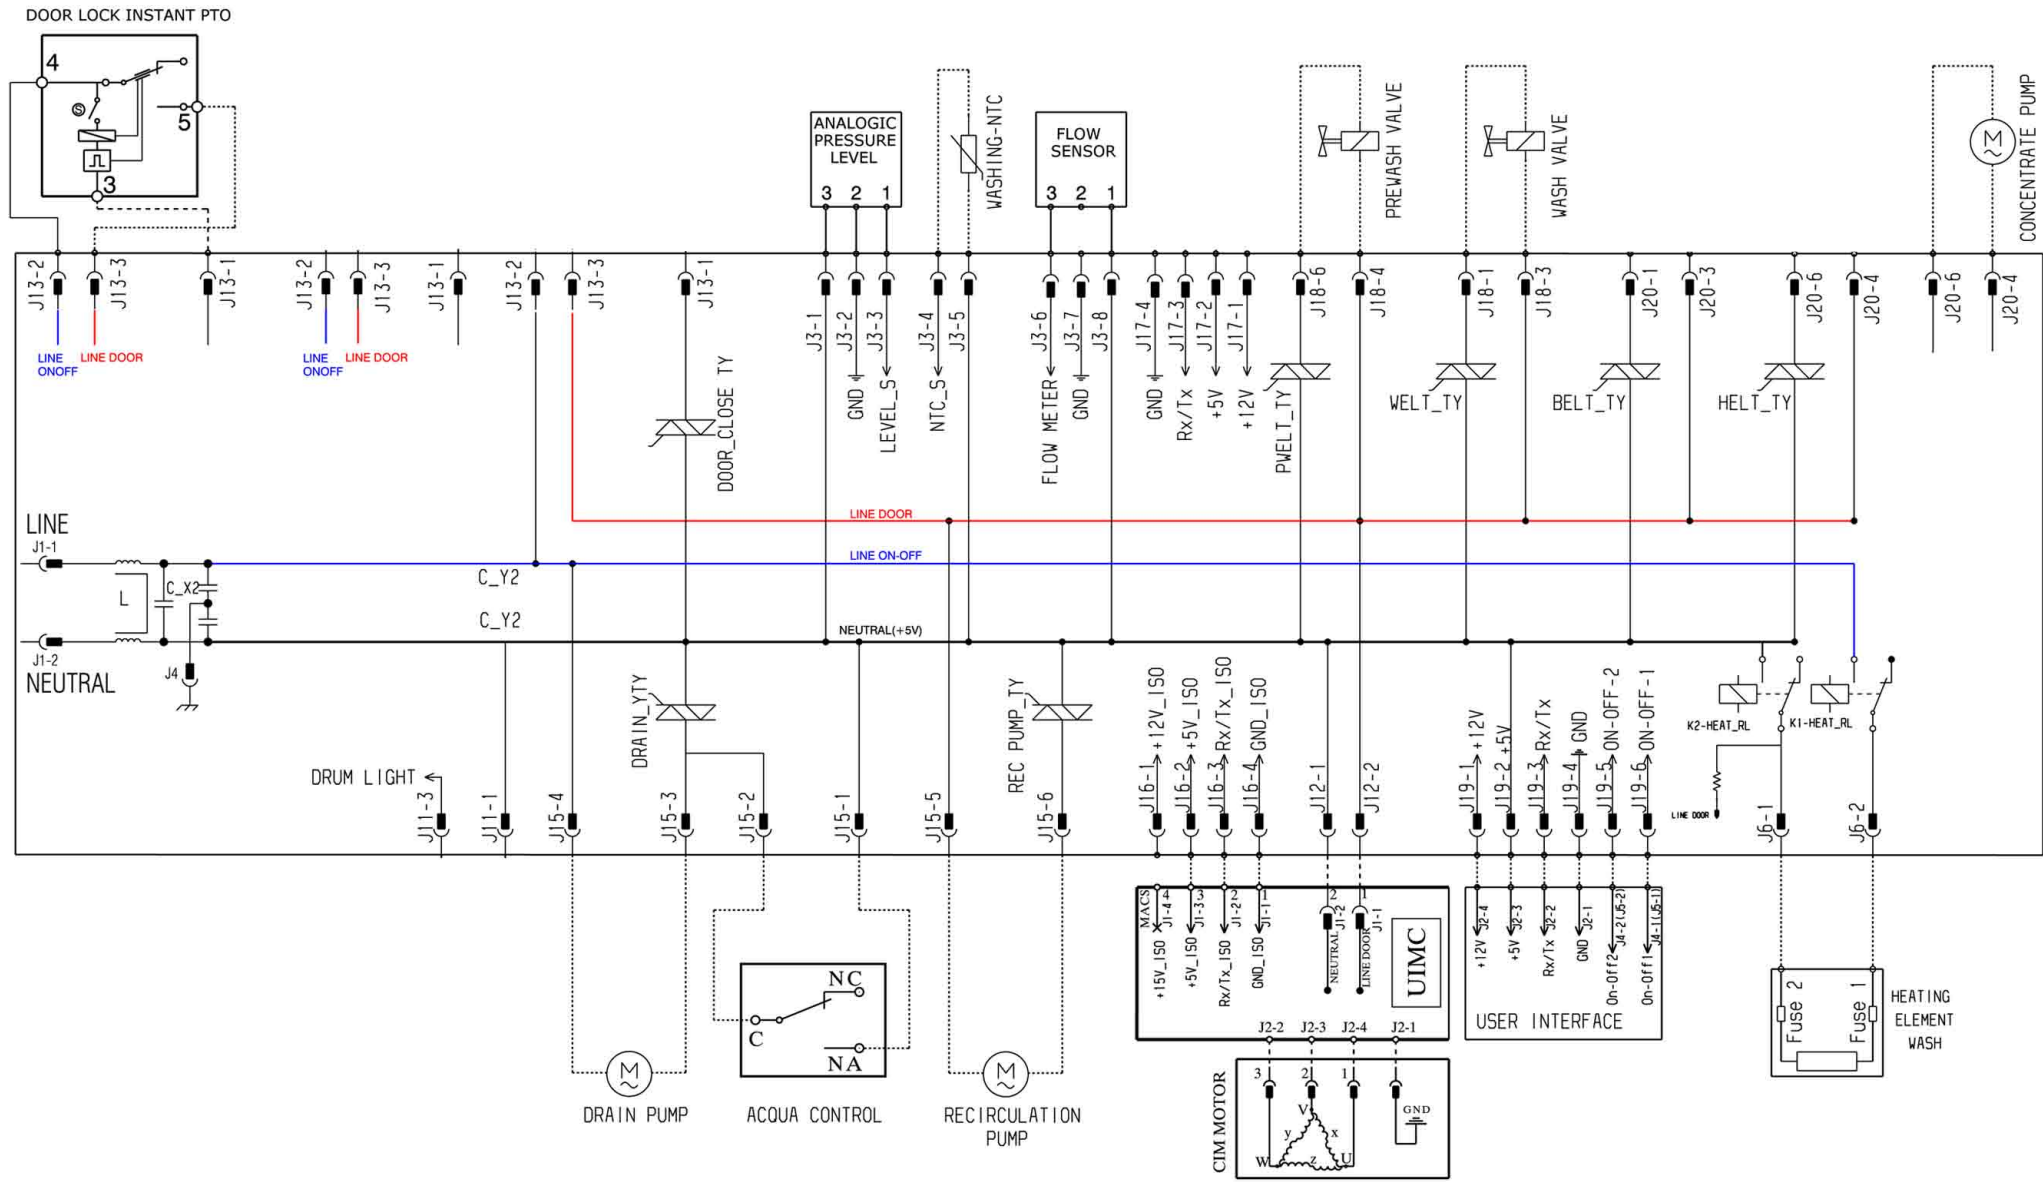 DOOR LOCK INSTANT PTO
4
S
5
3
ANALOGIC
PRESSURE
LEVEL
3 2 1
WASHING-NTC
FLOW
SENSOR
3 2 1
PREWASH VALVE
WASH VALVE
M
CONCENTRATE PUMP
J13-2
J13-3
J13-1
J13-2
J13-3
J13-1
J13-2
J13-3
J13-1
J3-1
J3-2
J3-3
J3-4
J3-5
J3-6
J3-7
J3-8
J17-4
J17-3
J17-2
J17-1
J18-6
J18-4
J18-1
J18-3
J20-1
J20-3
J20-6
J20-4
J20-6
J20-4
LINE
ONOFF
LINE DOOR
LINE
ONOFF
LINE DOOR
DOOR_CLOSE TY
GND
LEVEL_S
NTC_S
FLOW METER
GND
GND
Rx/Tx
+5V
+12V
PWELT_TY
WELT_TY
BELT_TY
HELT_TY
LINE DOOR
LINE
J1-1
LINE ON-OFF
C_Y2
L
C_X2
C_Y2
NEUTRAL(+5V)
J1-2
NEUTRAL
J4
DRAIN_YTY
REC PUMP_TY
+12V_ISO
+5V_ISO
Rx/Tx_ISO
GND_ISO
+12V
+5V
Rx/Tx
GND
ON-OFF-2
ON-OFF-1
K2-HEAT_RL
K1-HEAT_RL
DRUM LIGHT
LINE DOOR
J11-3
J11-1
J15-4
J15-3
J15-2
J15-1
J15-5
J15-6
J16-1
J16-2
J16-3
J16-4
J12-1
J12-2
J19-1
J19-2
J19-3
J19-4
J19-5
J19-6
J6-1
J6-2
MACS
4 3 2 1 2 1
J1-4
J1-3
J1-2
J1-1
J1-2
J1-1
+15V_ISO
+5V_ISO
Rx/Tx_ISO
GND_ISO
NEUTRAL
LINE DOOR
UIMC
J2-4
J2-3
J2-2
J2-1
J4-2(J5-2)
J4-1(J5-1)
+12V
+5V
Rx/Tx
GND
On-Off2
On-Off1
USER INTERFACE
Fuse 2
Fuse 1
HEATING
ELEMENT
WASH
NC
C
NA
J2-2 J2-3 J2-4 J2-1
M
M
DRAIN PUMP
ACQUA CONTROL
RECIRCULATION
PUMP
CIM MOTOR
3 2 1
V
GND
y x
W z U